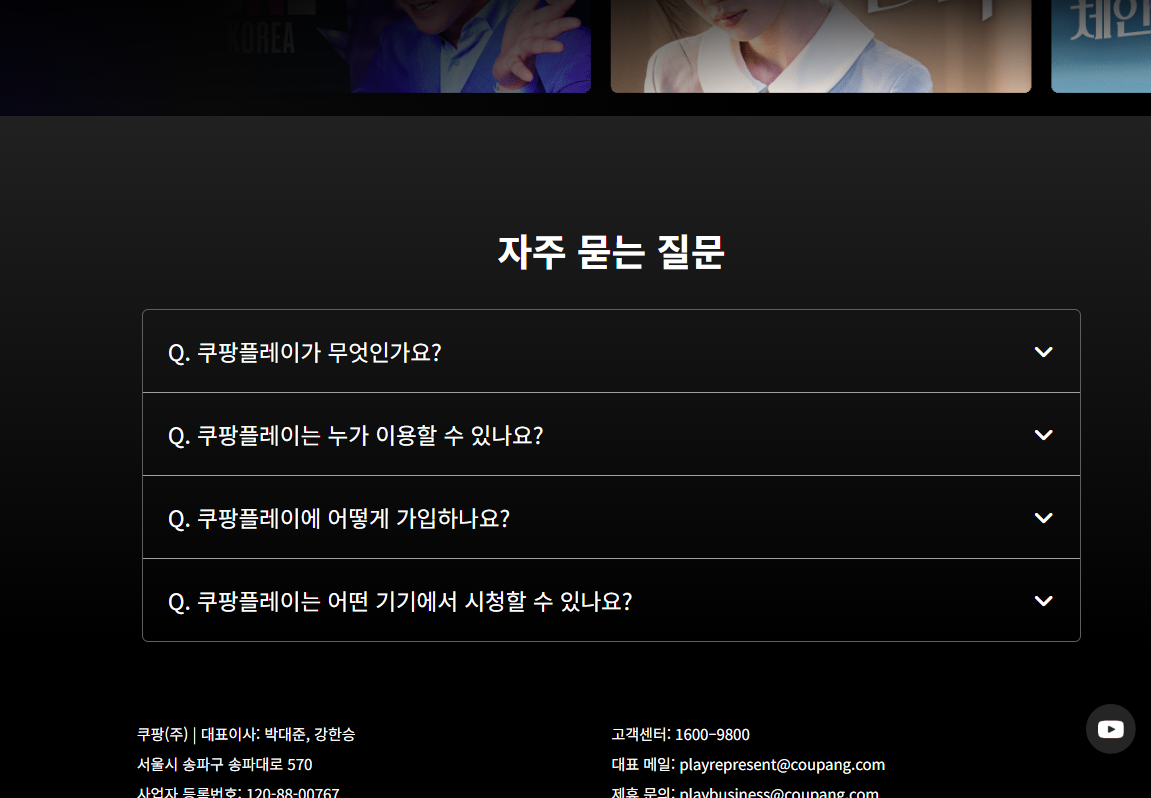 KOREA
체인
자주 묻는 질문
Q. 쿠팡플레이가 무엇인가요?
Q. 쿠팡플레이는 누가 이용할 수 있나요?
Q. 쿠팡플레이에 어떻게 가입하나요?
Q. 쿠팡플레이는 어떤 기기에서 시청할 수 있나요?
쿠팡(주) | 대표이사: 박대준, 강한승
서울시 송파구 송파대로 570
사업자 등록번호: 120-88-00767
고객센터: 1600-9800
대표 메일: playrepresent@coupang.com
제휴 문의: playbusiness@coupang.com